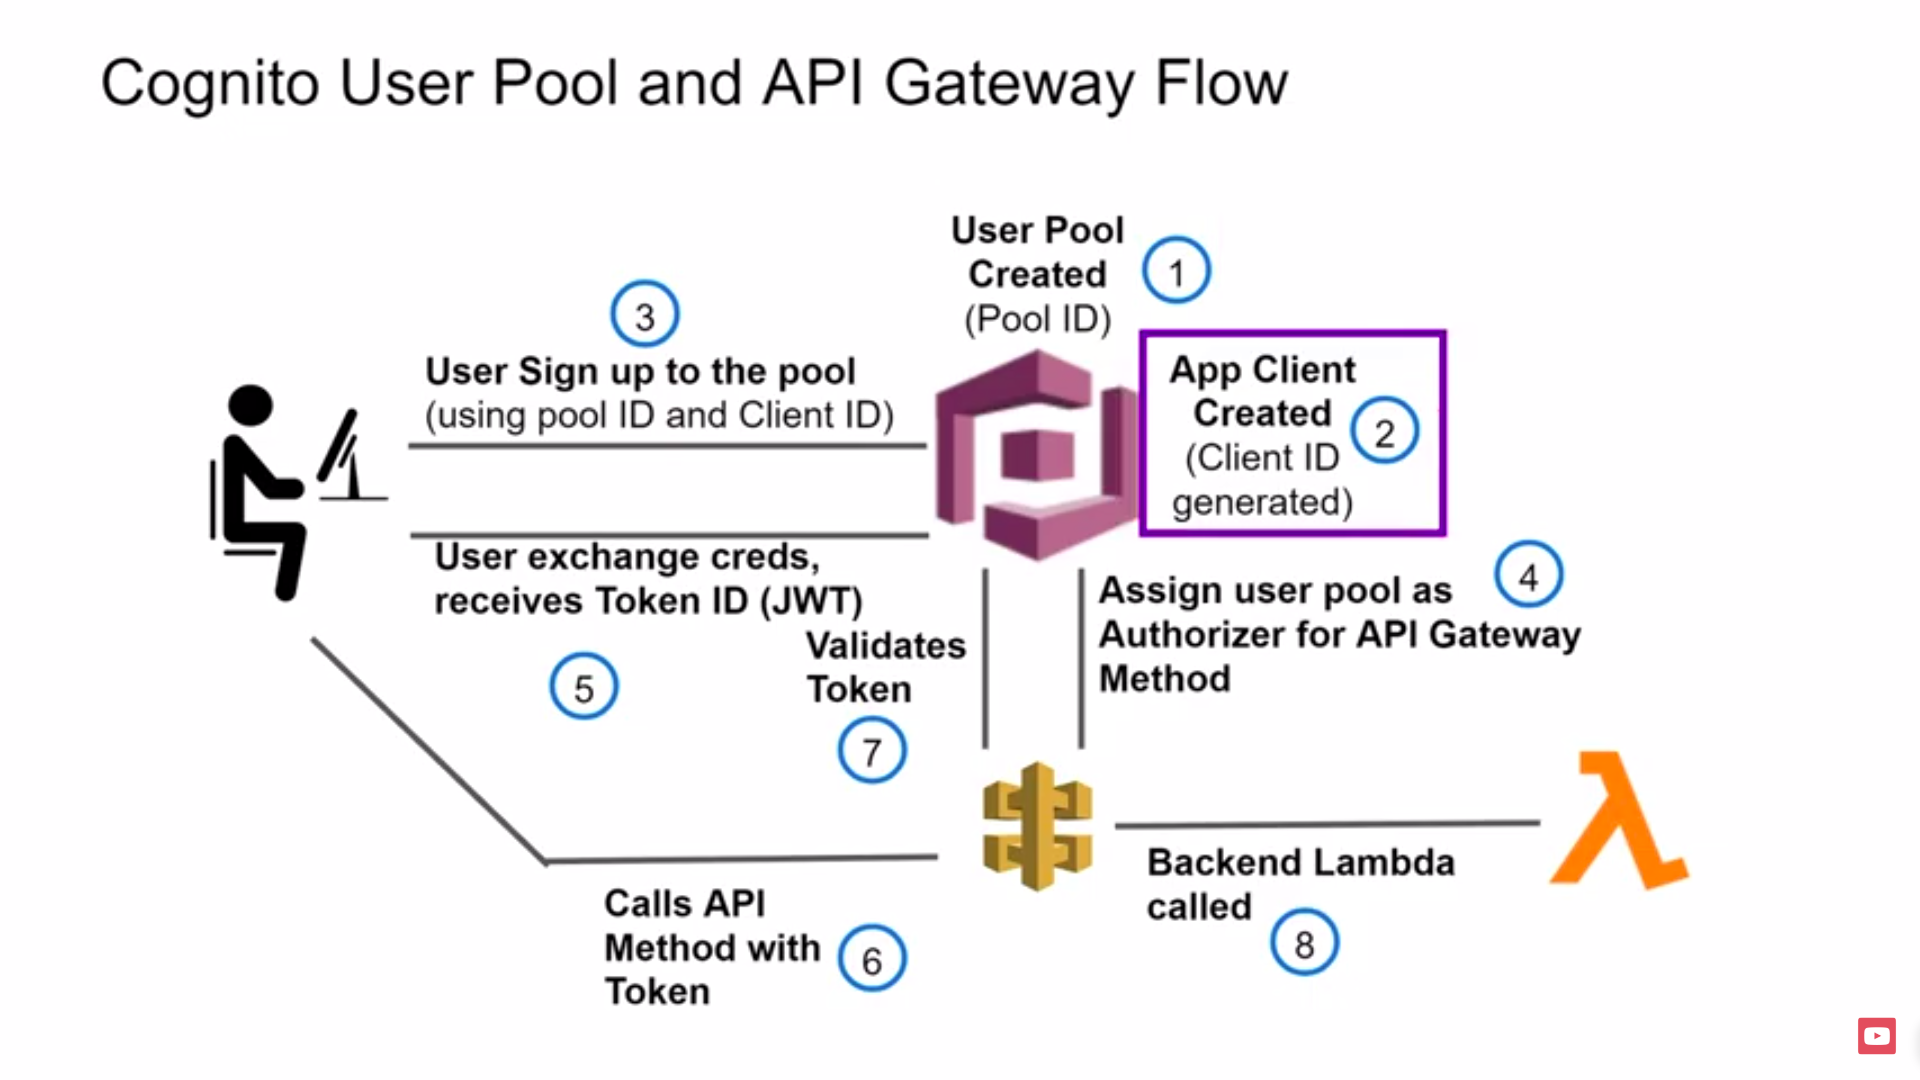 Cognito User Pool and API Gateway Flow
User Pool
Created
(Pool ID)
1
App Client
Created
(Client ID
generated)
2
3
User Sign up to the pool
(using pool ID and Client ID)
User exchange creds,
receives Token ID (JWT)
5
Assign user pool as
Authorizer for API Gateway
Method
4
Validates
Token
7
Calls API
Method with
Token
6
Backend Lambda
called
8